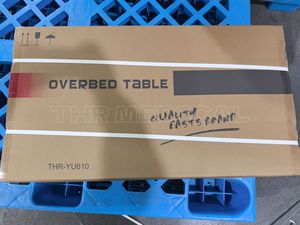 OVERBED TABLE
THR MEDICAL
QUALITY
EASTS BRAND
THR-YU610